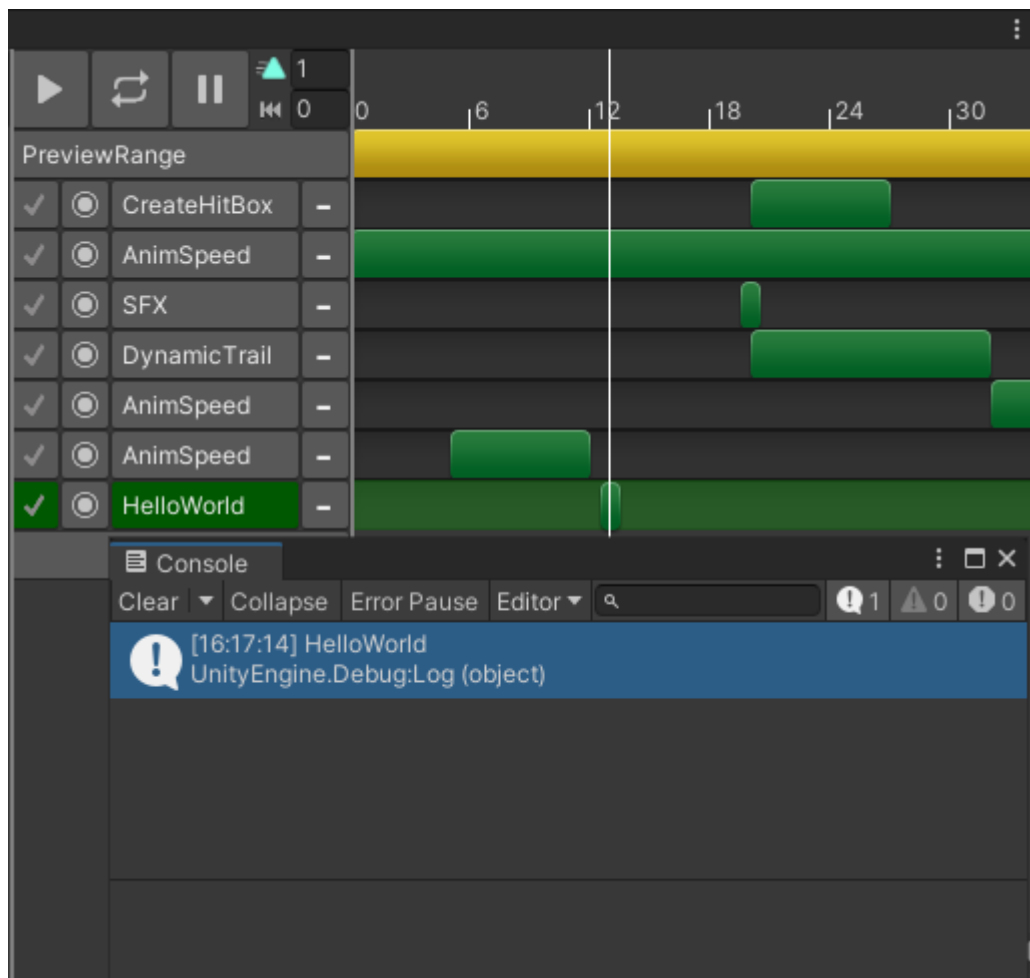 1
0
0 6 12 18 24 30
PreviewRange
CreateHitBox -
AnimSpeed -
SFX -
DynamicTrail -
AnimSpeed -
AnimSpeed -
HelloWorld -
Console
Clear Collapse Error Pause Editor 1 0 0
[16:17:14] HelloWorld
UnityEngine.Debug:Log (object)